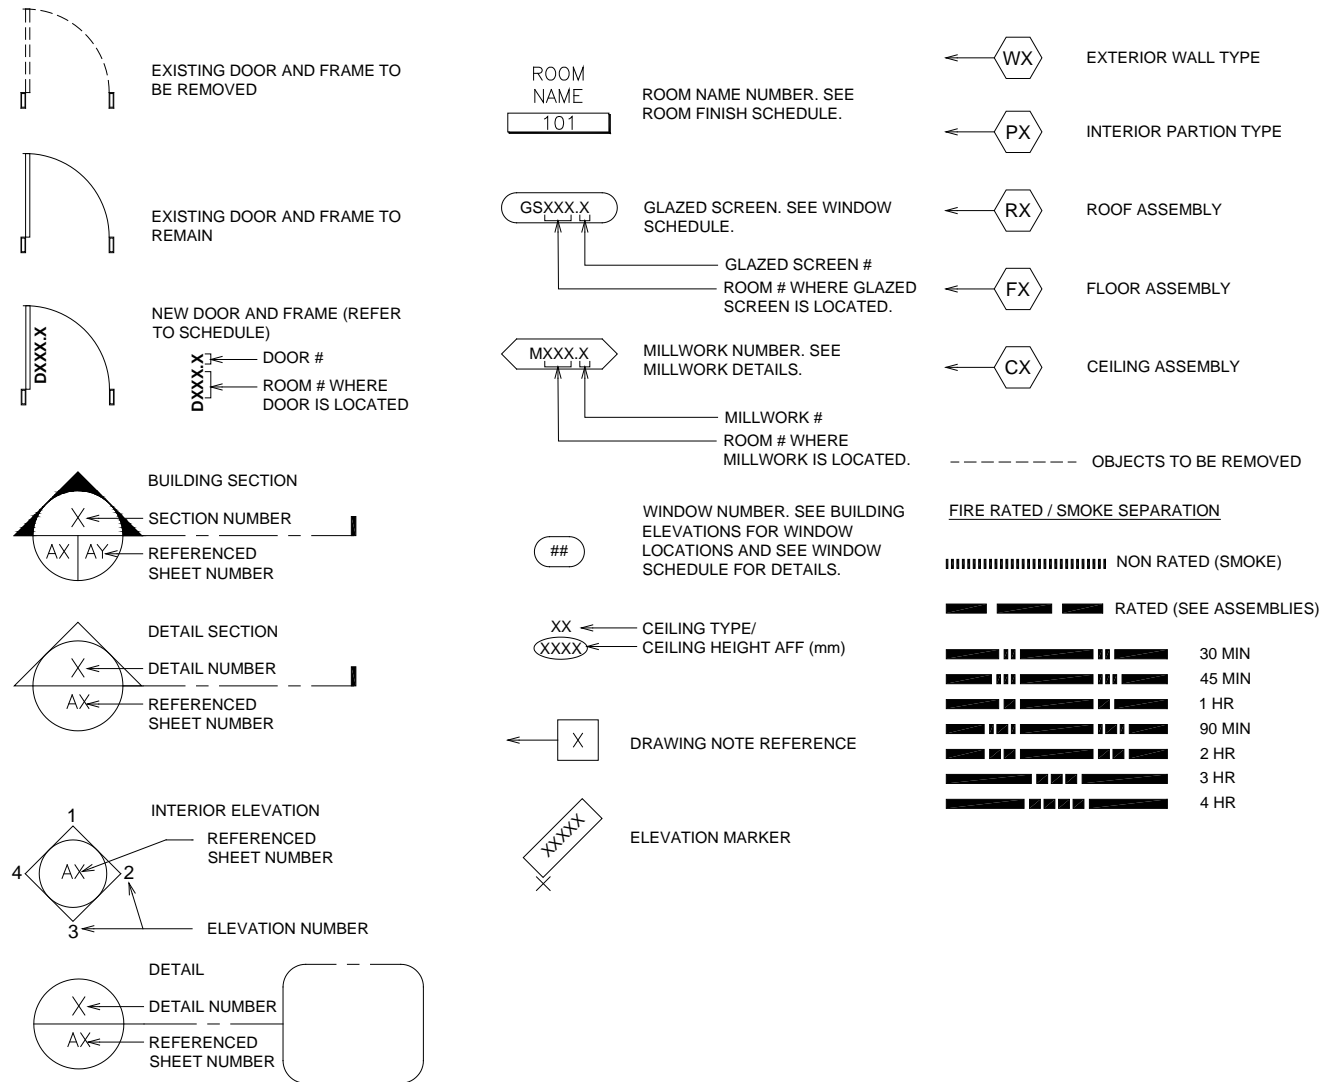 EXISTING DOOR AND FRAME TO
BE REMOVED
EXISTING DOOR AND FRAME TO
REMAIN
NEW DOOR AND FRAME (REFER
TO SCHEDULE)
DXXX.X
DXXX.X
DOOR #
ROOM # WHERE
DOOR IS LOCATED
BUILDING SECTION
X
SECTION NUMBER
AX
AY
REFERENCED
SHEET NUMBER
DETAIL SECTION
X
DETAIL NUMBER
AX
REFERENCED
SHEET NUMBER
INTERIOR ELEVATION
1
REFERENCED
SHEET NUMBER
4
AX
2
3
ELEVATION NUMBER
DETAIL
X
DETAIL NUMBER
AX
REFERENCED
SHEET NUMBER
ROOM
NAME
101
ROOM NAME NUMBER. SEE
ROOM FINISH SCHEDULE.
GSXXX.X
GLAZED SCREEN. SEE WINDOW
SCHEDULE.
GLAZED SCREEN #
ROOM # WHERE GLAZED
SCREEN IS LOCATED.
MXXX.X
MILLWORK NUMBER. SEE
MILLWORK DETAILS.
MILLWORK #
ROOM # WHERE
MILLWORK IS LOCATED.
##
WINDOW NUMBER. SEE BUILDING
ELEVATIONS FOR WINDOW
LOCATIONS AND SEE WINDOW
SCHEDULE FOR DETAILS.
XX
CEILING TYPE/
XXXX
CEILING HEIGHT AFF (mm)
X
DRAWING NOTE REFERENCE
XXXXX
X
ELEVATION MARKER
WX
EXTERIOR WALL TYPE
PX
INTERIOR PARTION TYPE
RX
ROOF ASSEMBLY
FX
FLOOR ASSEMBLY
CX
CEILING ASSEMBLY
OBJECTS TO BE REMOVED
FIRE RATED / SMOKE SEPARATION
NON RATED (SMOKE)
RATED (SEE ASSEMBLIES)
30 MIN
45 MIN
1 HR
90 MIN
2 HR
3 HR
4 HR